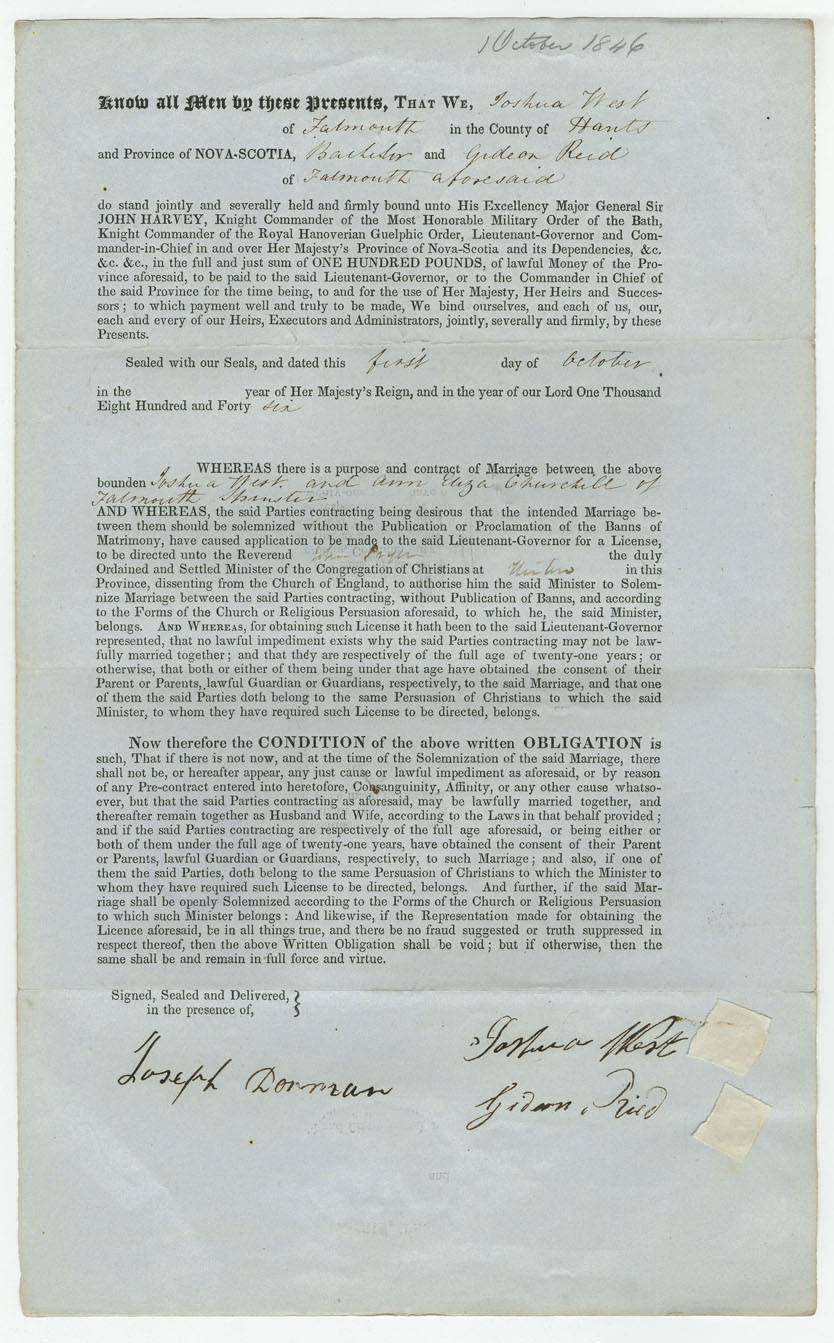 1 October 1846
Know all Men by these Presents, THAT WE, Joshua West
of Falmouth in the County of Hants
and Province of NOVA-SCOTIA, Bachelor and Gideon Reid
of Falmouth aforesaid
do stand jointly and severally held and firmly bound unto His Excellency Major General Sir
JOHN HARVEY, Knight Commander of the Most Honorable Military Order of the Bath,
Knight Commander of the Royal Hanoverian Guelphic Order, Lieutenant-Governor and Com-
mander-in-Chief in and over Her Majesty's Province of Nova-Scotia and its Dependencies, &c.
&c. &c., in the full and just sum of ONE HUNDRED POUNDS, of lawful Money of the Pro-
vince aforesaid, to be paid to the said Lieutenant-Governor, or to the Commander in Chief of
the said Province for the time being, to and for the use of Her Majesty, Her Heirs and Succes-
sors; to which payment well and truly to be made, We bind ourselves, and each of us, our,
each and every of our Heirs, Executors and Administrators, jointly, severally and firmly, by these
Presents.
Sealed with our Seals, and dated this first day of October
in the year of Her Majesty's Reign, and in the year of our Lord One Thousand
Eight Hundred and Forty six
WHEREAS there is a purpose and contract of Marriage between the above
bounden Joshua West and Ann Eliza Churchill of
Falmouth Spinster
AND WHEREAS, the said Parties contracting being desirous that the intended Marriage be-
tween them should be solemnized without the Publication or Proclamation of the Banns of
Matrimony, have caused application to be made to the said Lieutenant-Governor for a License,
to be directed unto the Reverend John the duly
Ordained and Settled Minister of the Congregation of Christians at in this
Province, dissenting from the Church of England, to authorise him the said Minister to Solem-
nize Marriage between the said Parties contracting, without Publication of Banns, and according
to the Forms of the Church or Religious Persuasion aforesaid, to which he, the said Minister,
belongs. AND WHEREAS, for obtaining such License it hath been to the said Lieutenant-Governor
represented, that no lawful impediment exists why the said Parties contracting may not be law-
fully married together; and that they are respectively of the full age of twenty-one years; or
otherwise, that both or either of them being under that age have obtained the consent of their
Parent or Parents, lawful Guardian or Guardians, respectively, to the said Marriage, and that one
of them the said Parties doth belong to the same Persuasion of Christians to which the said
Minister, to whom they have required such License to be directed, belongs.
Now therefore the CONDITION of the above written OBLIGATION is
such, That if there is not now, and at the time of the Solemnization of the said Marriage, there
shall not be, or hereafter appear, any just cause or lawful impediment as aforesaid, or by reason
of any Pre-contract entered into heretofore, Consanguinity, Affinity, or any other cause whatso-
ever, but that the said Parties contracting as aforesaid, may be lawfully married together, and
thereafter remain together as Husband and Wife, according to the Laws in that behalf provided;
and if the said Parties contracting are respectively of the full age aforesaid, or being either or
both of them under the full age of twenty-one years, have obtained the consent of their Parent
or Parents, lawful Guardian or Guardians, respectively, to such Marriage; and also, if one of
them the said Parties, doth belong to the same Persuasion of Christians to which the Minister to
whom they have required such License to be directed, belongs. And further, if the said Mar-
riage shall be openly Solemnized according to the Forms of the Church or Religious Persuasion
to which such Minister belongs: And likewise, if the Representation made for obtaining the
Licence aforesaid, be in all things true, and there be no fraud suggested or truth suppressed in
respect thereof, then the above Written Obligation shall be void; but if otherwise, then the
same shall be and remain in full force and virtue.
Signed, Sealed and Delivered,
in the presence of,
Joshua West
Joseph Dorman
Gideon Ried